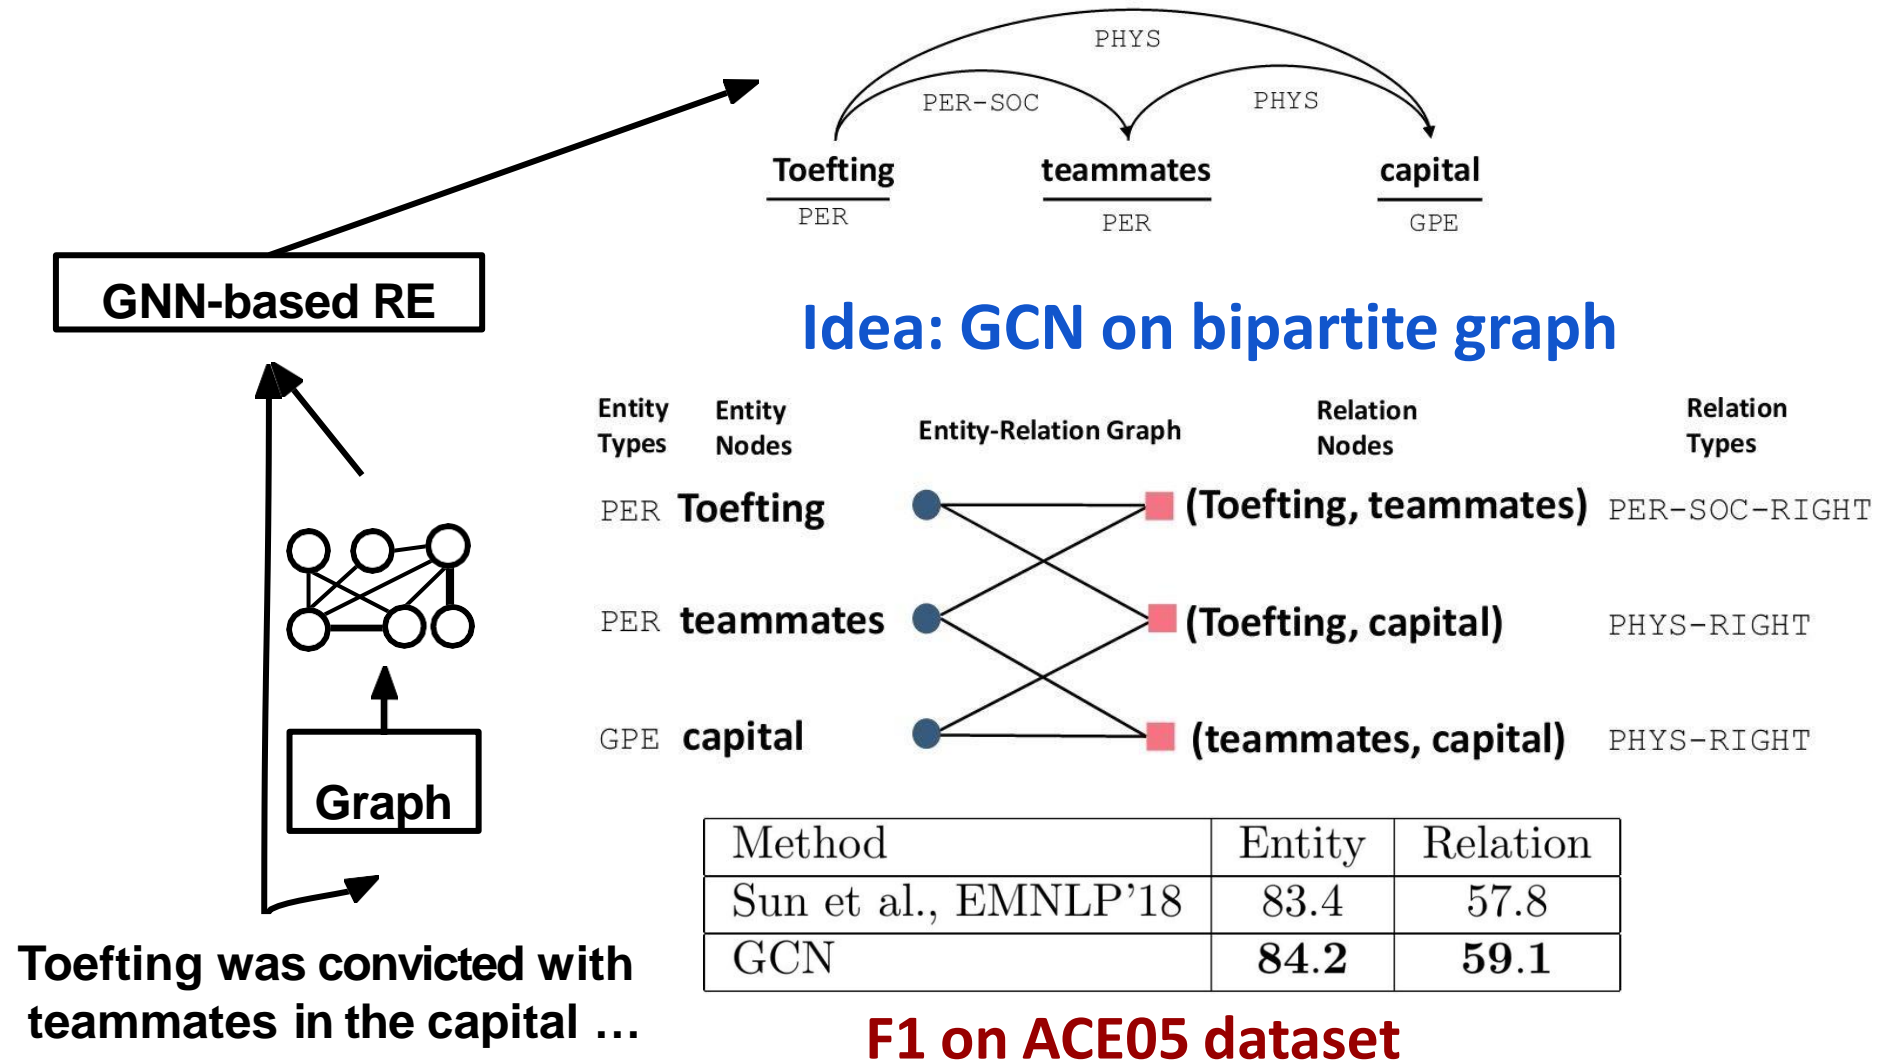 PHYS
PER-SOC PHYS
Toefting teammates capital
PER PER GPE
GNN-based RE
Idea: GCN on bipartite graph
Entity Types
Entity Nodes
Entity-Relation Graph
Relation Nodes
Relation Types
PER Toefting (Toefting, teammates) PER-SOC-RIGHT
PER teammates (Toefting, capital) PHYS-RIGHT
GPE capital (teammates, capital) PHYS-RIGHT
Graph
Method Entity Relation
Sun et al., EMNLP'18 83.4 57.8
GCN 84.2 59.1
F1 on ACE05 dataset
Toefting was convicted with
teammates in the capital …